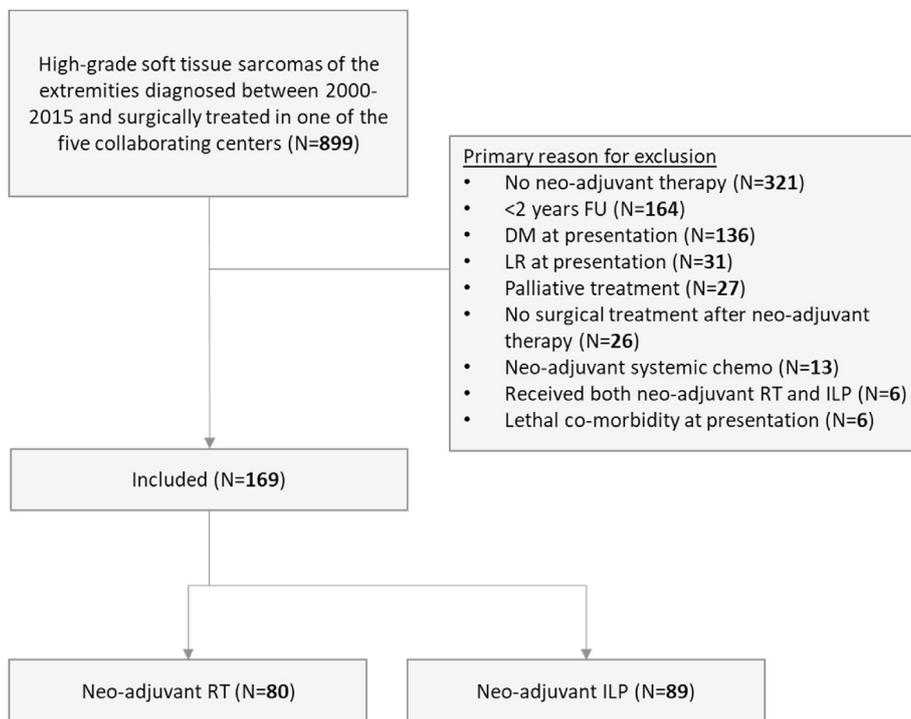 High-grade soft tissue sarcomas of the
extremities diagnosed between 2000-
2015 and surgically treated in one of the
five collaborating centers (N=899)
Primary reason for exclusion
• No neo-adjuvant therapy (N=321)
• <2 years FU (N=164)
• DM at presentation (N=136)
• LR at presentation (N=31)
• Palliative treatment (N=27)
• No surgical treatment after neo-adjuvant
therapy (N=26)
• Neo-adjuvant systemic chemo (N=13)
• Received both neo-adjuvant RT and ILP (N=6)
• Lethal co-morbidity at presentation (N=6)
Included (N=169)
Neo-adjuvant RT (N=80)
Neo-adjuvant ILP (N=89)